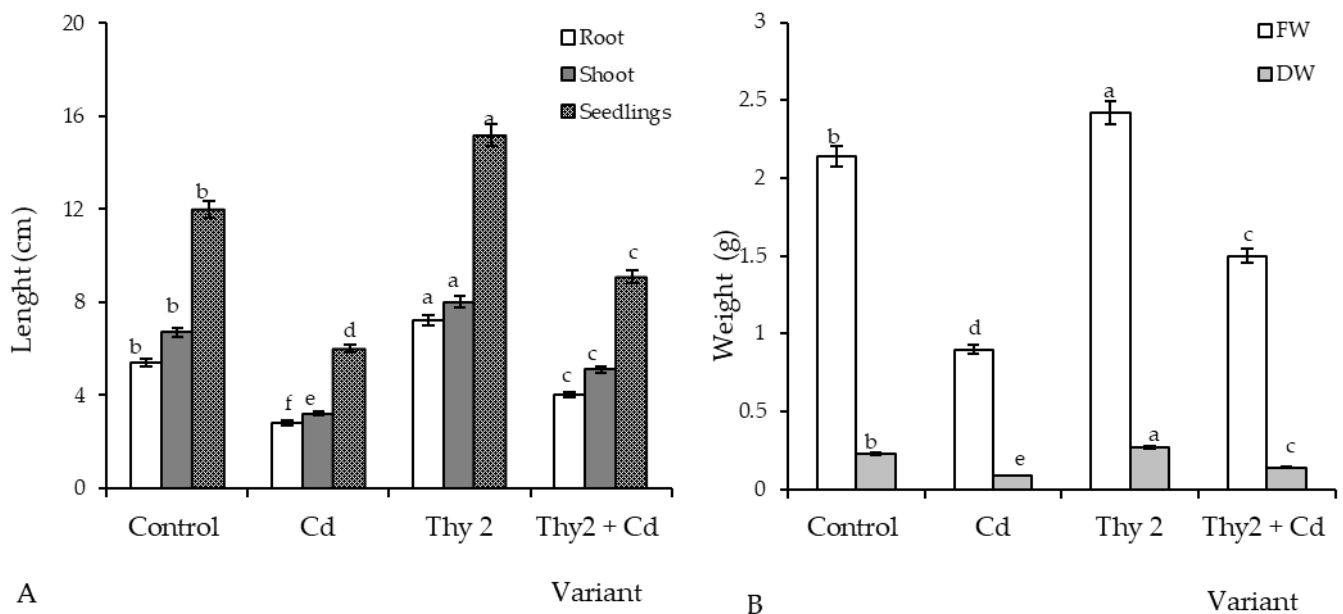 20
16
12
8
4
0
Lenght (cm)
Root
Shoot
Seedlings
b
b
b
f
e
d
a
a
a
c
c
c
Control Cd Thy 2 Thy2 + Cd
A Variant
3
2.5
2
1.5
1
0.5
0
Weight (g)
FW
DW
b
b
d
e
a
a
c
c
Control Cd Thy 2 Thy2 + Cd
B Variant